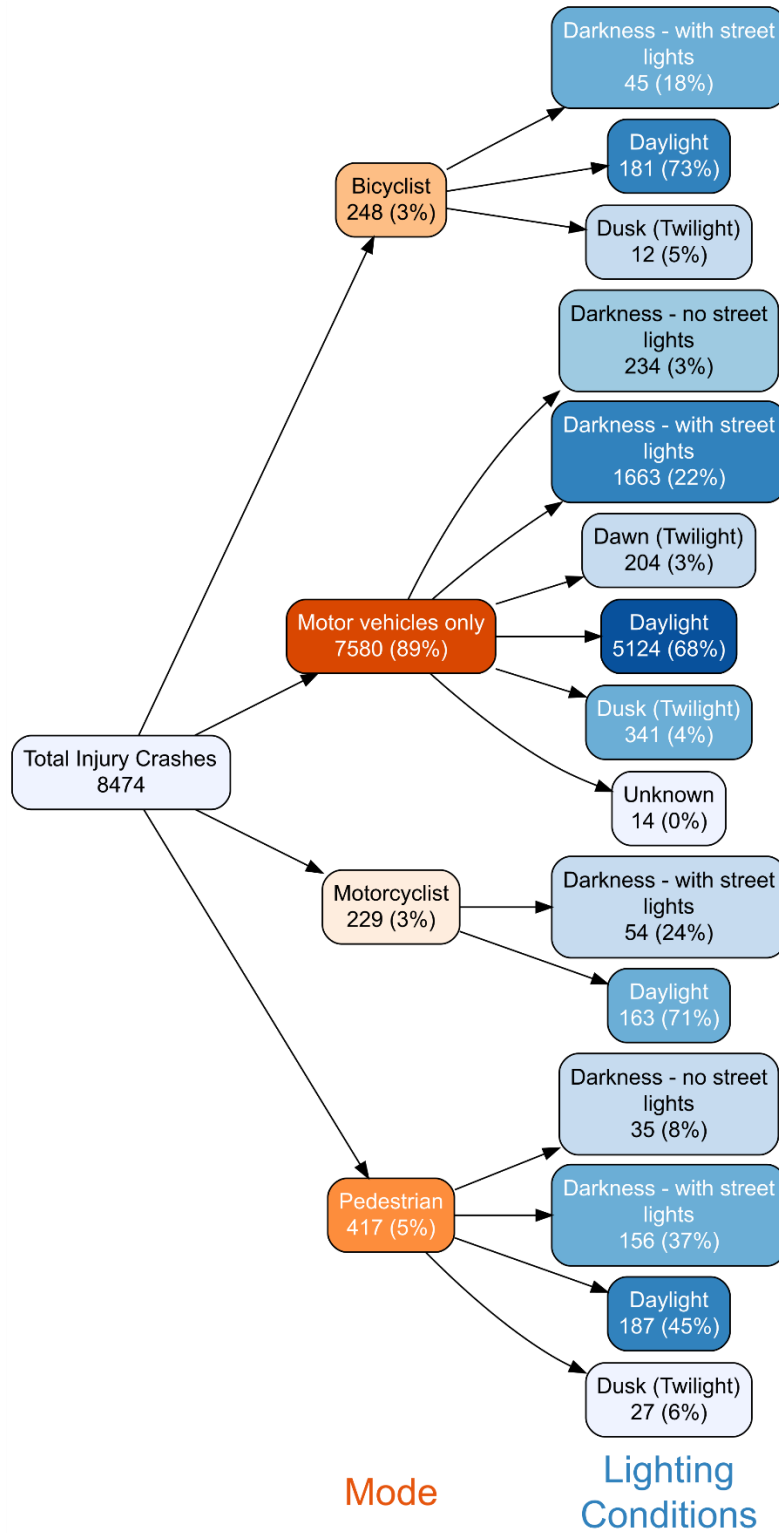 Total Injury Crashes
8474
Bicyclist
248 (3%)
Darkness - with street
lights
45 (18%)
Daylight
181 (73%)
Dusk (Twilight)
12 (5%)
Motor vehicles only
7580 (89%)
Darkness - no street
lights
234 (3%)
Darkness - with street
lights
1663 (22%)
Dawn (Twilight)
204 (3%)
Daylight
5124 (68%)
Dusk (Twilight)
341 (4%)
Unknown
14 (0%)
Motorcyclist
229 (3%)
Darkness - with street
lights
54 (24%)
Daylight
163 (71%)
Pedestrian
417 (5%)
Darkness - no street
lights
35 (8%)
Darkness - with street
lights
156 (37%)
Daylight
187 (45%)
Dusk (Twilight)
27 (6%)
Mode
Lighting
Conditions